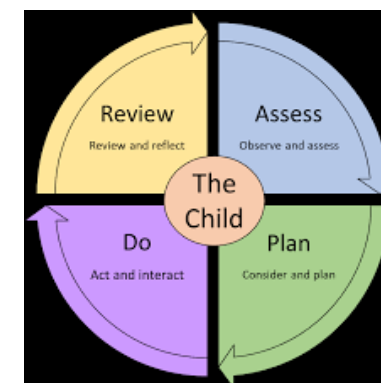 Review
Review and reflect
Assess
Observe and assess
The
Child
Do
Act and interact
Plan
Consider and plan